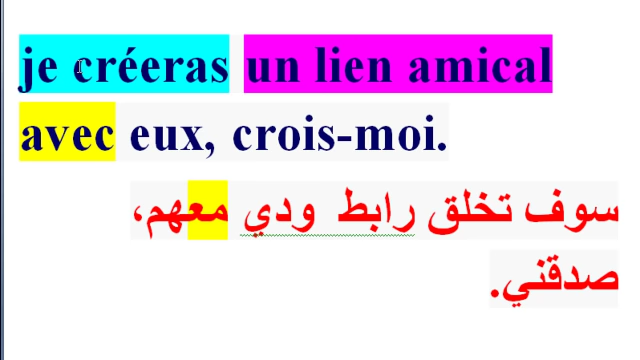 je créeras un lien amical
avec eux, crois-moi.
سوف تخلق رابط ودي معهم،
صدقني.